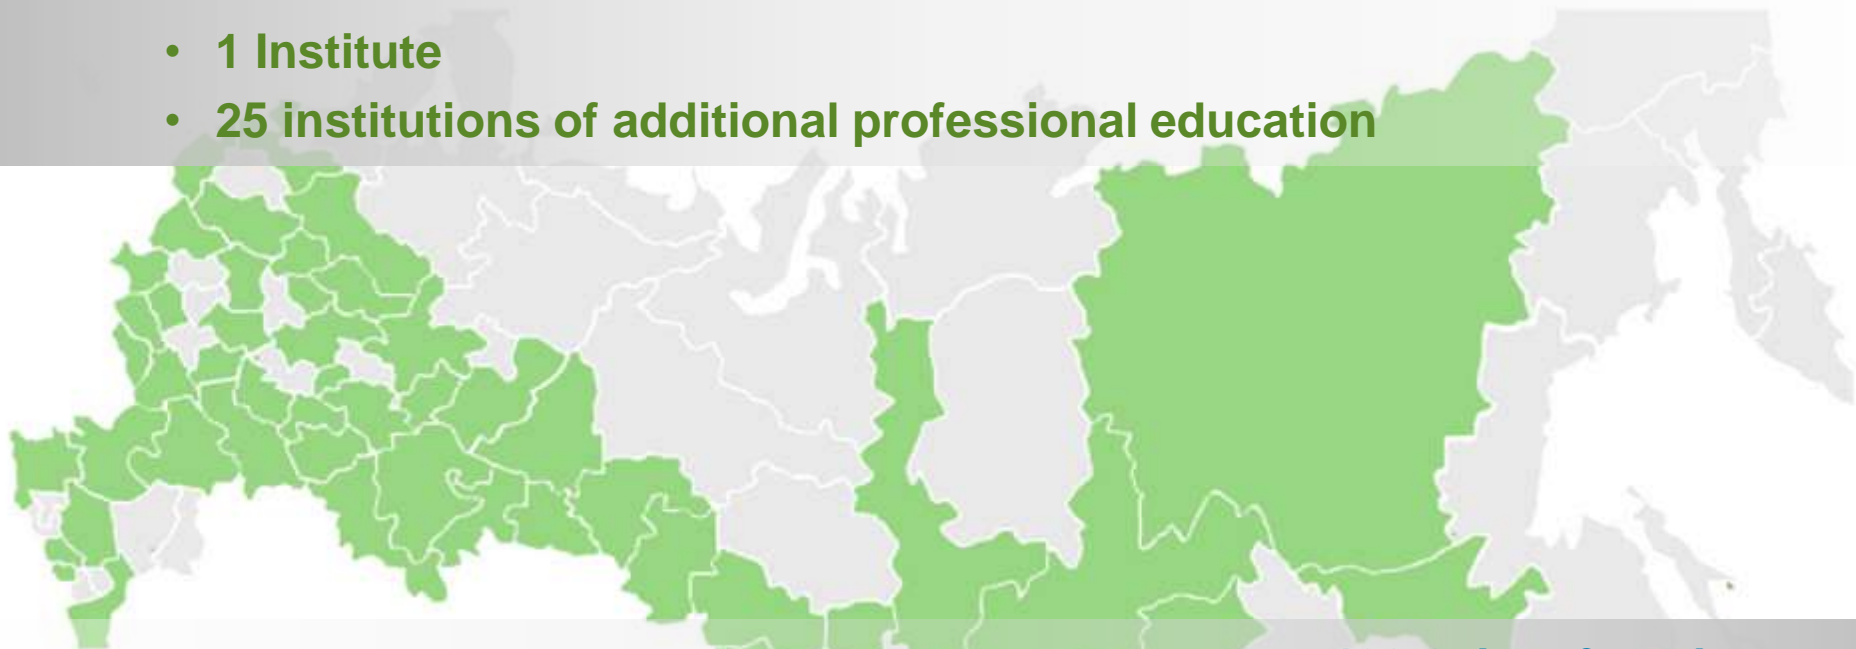 • 1 Institute
• 25 institutions of additional professional education